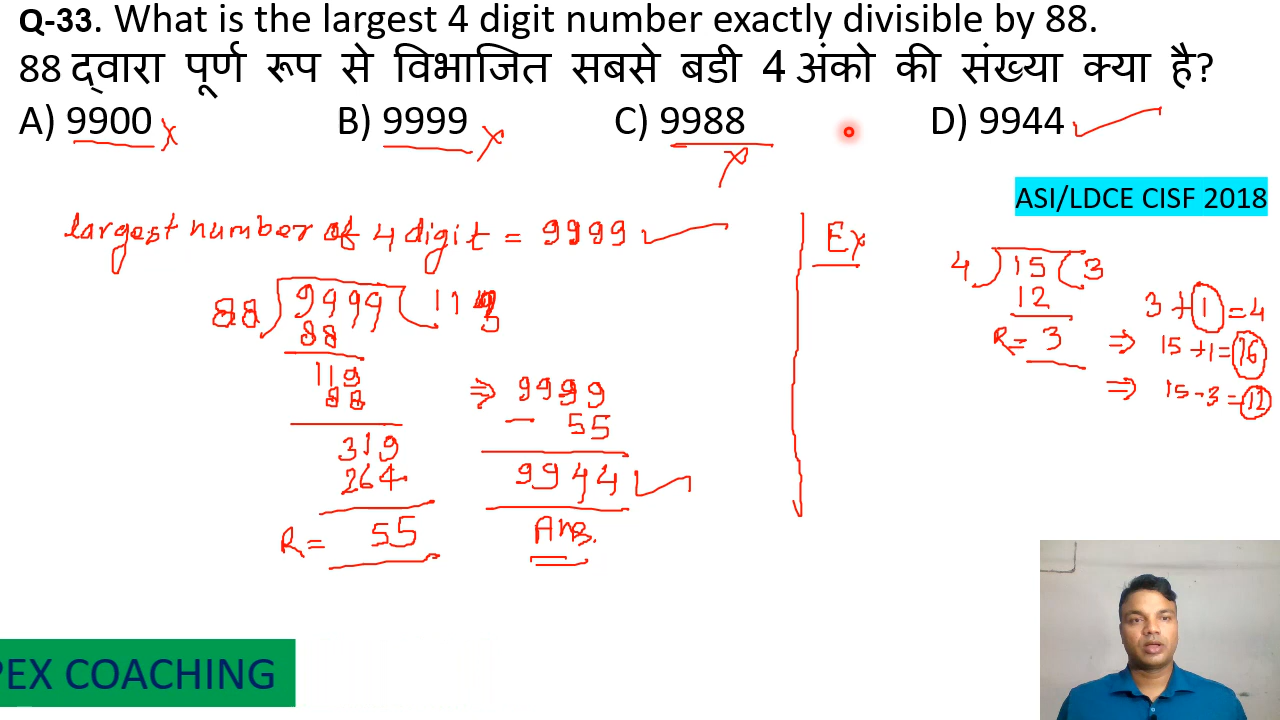 Q-33. What is the largest 4 digit number exactly divisible by 88.
88 द्वारा पूर्ण रूप से विभाजित सबसे बडी 4 अंको की संख्या क्या है?
A) 9900 x B) 9999 x C) 9988 x D) 9944 ✓
ASI/LDCE CISF 2018
largest number of 4 digit = 9999 ✓
88 ) 9999 ( 113
88
119
88
319
264
R = 55
⇒ 9999
- 55
9944 ✓
Ans.
Ex
4 ) 15 ( 3
12
R = 3
3 + 1 = 4
⇒ 15 + 1 = 16
⇒ 15 - 3 = 12
PEX COACHING